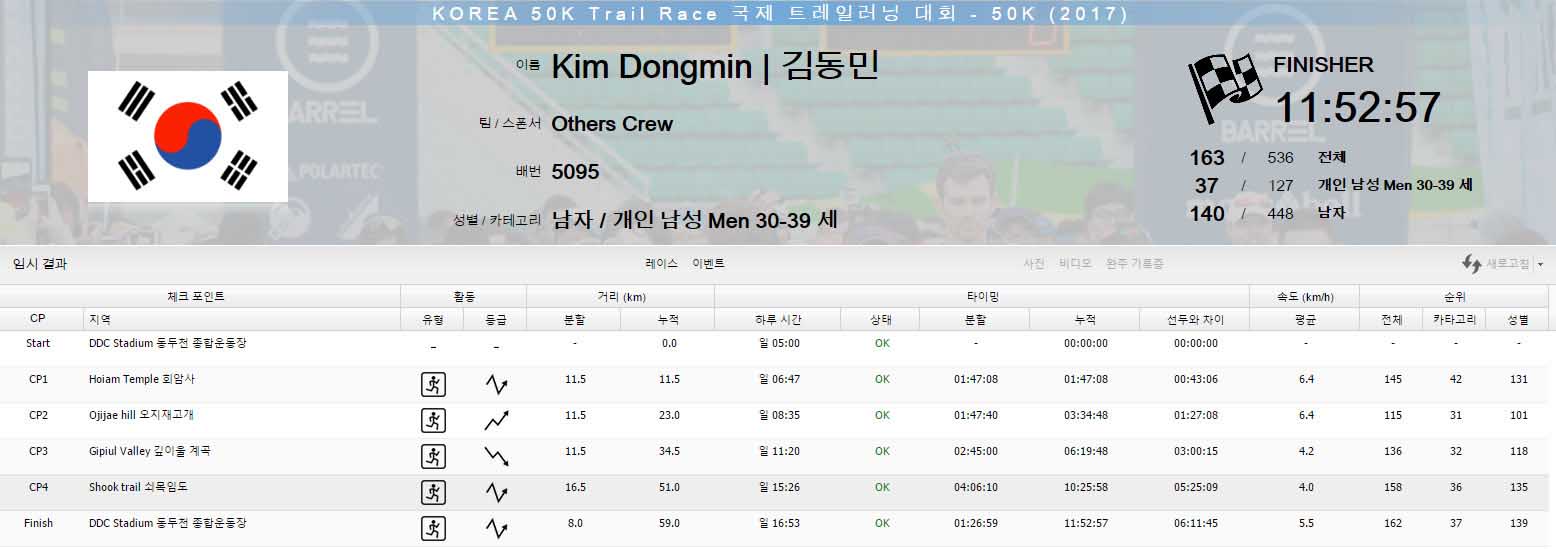 KOREA 50K Trail Race 국제 트레일러닝 대회 - 50K (2017)
이름 Kim Dongmin | 김동민
팀 / 스폰서 Others Crew
배번 5095
성별 / 카테고리 남자 / 개인 남성 Men 30-39 세
FINISHER
11:52:57
163 / 536 전체
37 / 127 개인 남성 Men 30-39 세
140 / 448 남자
BARREL
POLARTEC
BARREL
임시 결과 레이스 이벤트 사진 비디오 완주 기록증 새로고침
체크 포인트 활동 거리 (km) 타이밍 속도 (km/h) 순위
CP 지역 유형 등급 분할 누적 하루 시간 상태 분할 누적 선두와 차이 평균 전체 카타고리 성별
Start DDC Stadium 동두천 종합운동장 - - - 0.0 일 05:00 OK - 00:00:00 00:00:00 - - - -
CP1 Hoiam Temple 회암사 11.5 11.5 일 06:47 OK 01:47:08 01:47:08 00:43:06 6.4 145 42 131
CP2 Ojijae hill 오지재고개 11.5 23.0 일 08:35 OK 01:47:40 03:34:48 01:27:08 6.4 115 31 101
CP3 Gipiul Valley 깊이울 계곡 11.5 34.5 일 11:20 OK 02:45:00 06:19:48 03:00:15 4.2 136 32 118
CP4 Shook trail 쇠목임도 16.5 51.0 일 15:26 OK 04:06:10 10:25:58 05:25:09 4.0 158 36 135
Finish DDC Stadium 동두천 종합운동장 8.0 59.0 일 16:53 OK 01:26:59 11:52:57 06:11:45 5.5 162 37 139